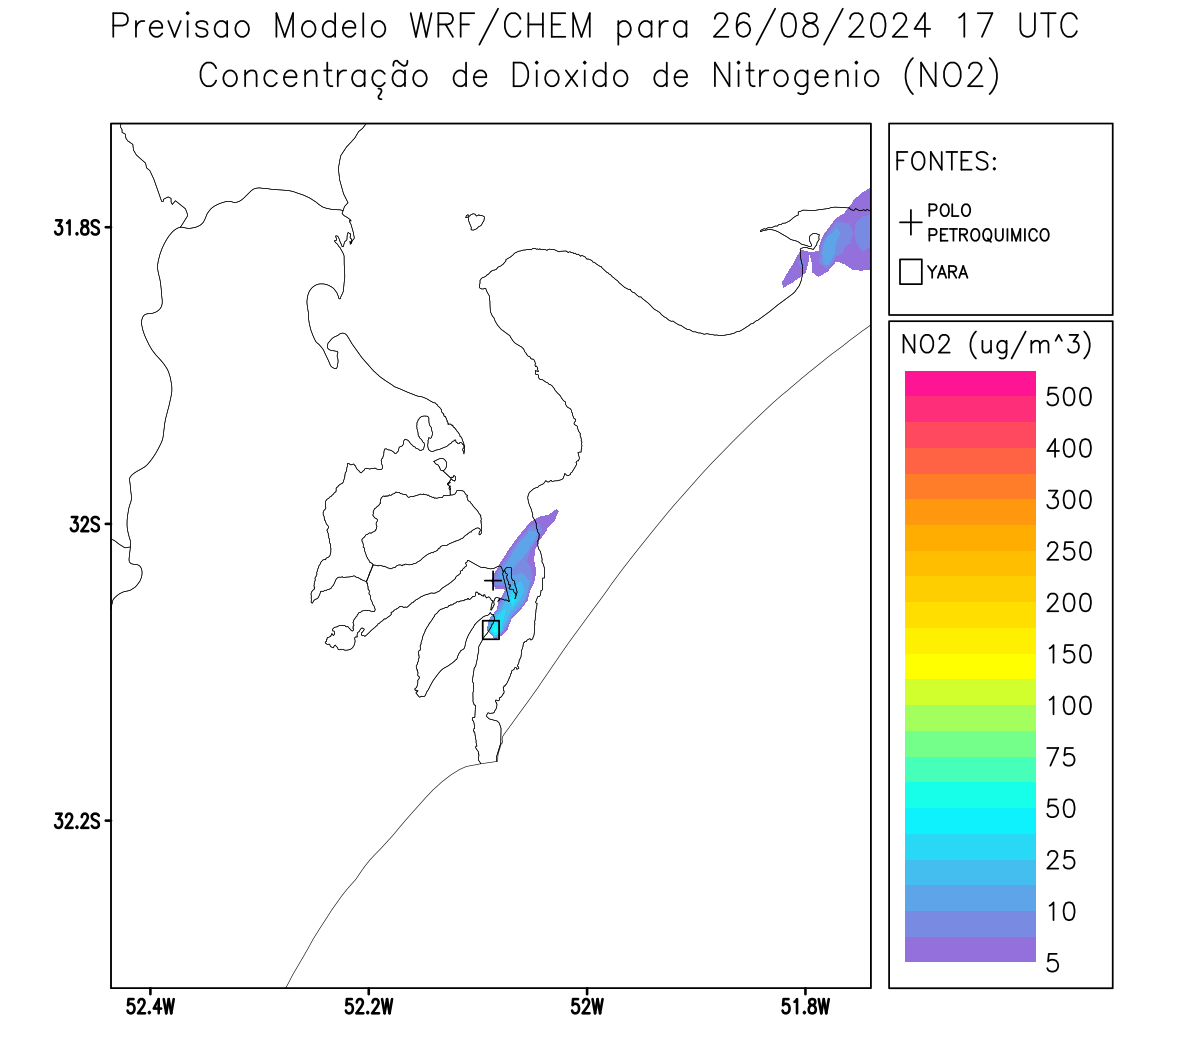 Previsao Modelo WRF/CHEM para 26/08/2024 17 UTC
Concentração de Dioxido de Nitrogenio (NO2)
FONTES:
POLO
PETROQUIMICO
YARA
31.8S
32S
32.2S
52.4W
52.2W
52W
51.8W
NO2 (ug/m^3)
500
400
300
250
200
150
100
75
50
25
10
5